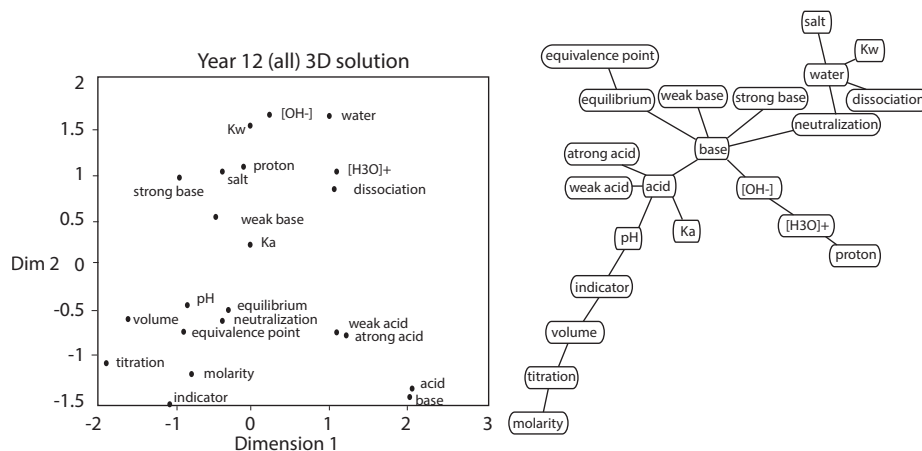 Year 12 (all) 3D solution
2
1.5
1
0.5
Dim 2
0
-0.5
-1
-1.5
-2
-1
0
1
2
3
Dimension 1
[OH-]
water
Kw
proton
salt
strong base
[H3O]+
dissociation
weak base
Ka
pH
equilibrium
volume
neutralization
equivalence point
weak acid
atrong acid
titration
molarity
indicator
acid
base
salt
Kw
water
dissociation
neutralization
equivalence point
equilibrium
weak base
strong base
base
atrong acid
weak acid
acid
[OH-]
[H3O]+
proton
pH
Ka
indicator
volume
titration
molarity